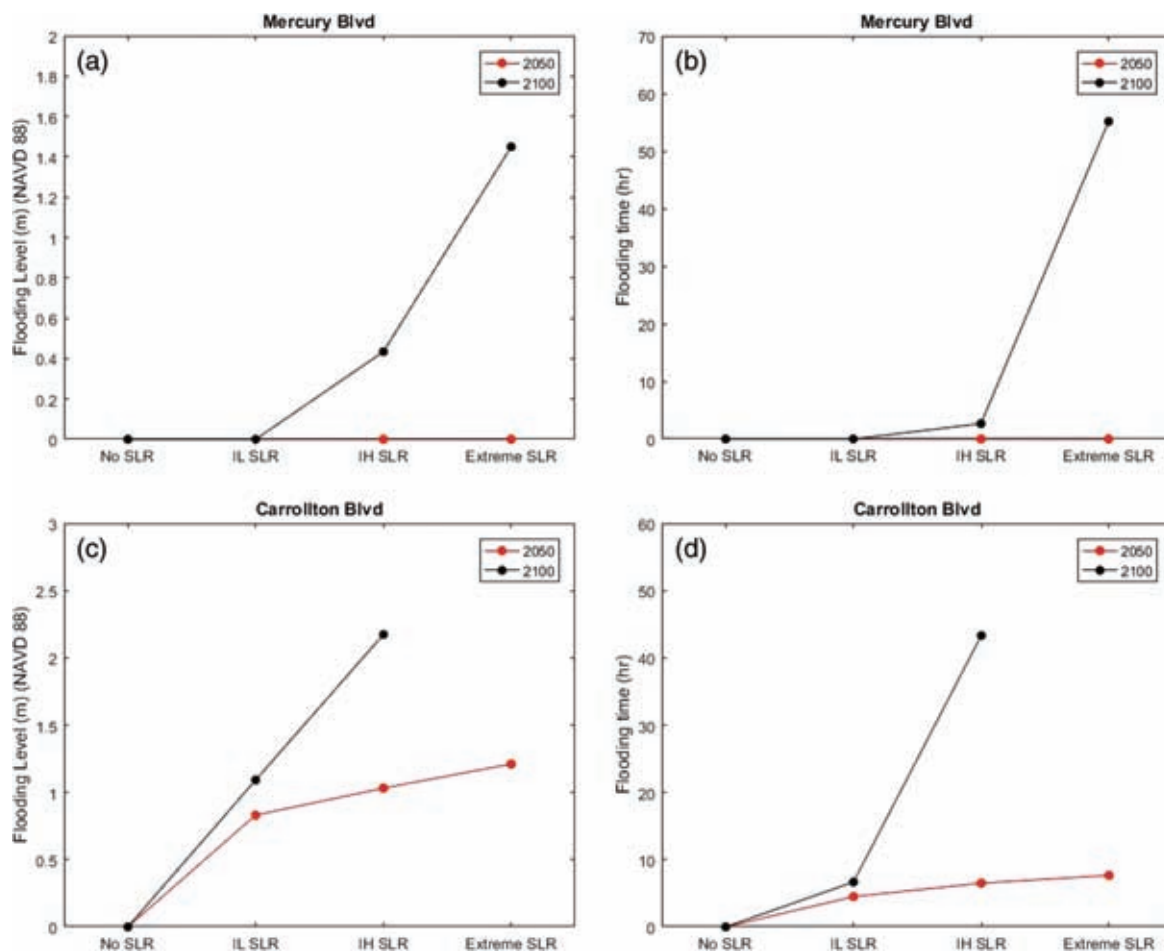 Mercury Blvd
(a)
2050
2100
Flooding Level (m) (NAVD 88)
2
1.8
1.6
1.4
1.2
1
0.8
0.6
0.4
0.2
0
No SLR
IL SLR
IH SLR
Extreme SLR
Mercury Blvd
(b)
2050
2100
Flooding time (hr)
70
60
50
40
30
20
10
0
No SLR
IL SLR
IH SLR
Extreme SLR
Carrollton Blvd
(c)
2050
2100
Flooding Level (m) (NAVD 88)
3
2.5
2
1.5
1
0.5
0
No SLR
IL SLR
IH SLR
Extreme SLR
Carrollton Blvd
(d)
2050
2100
Flooding time (hr)
60
50
40
30
20
10
0
No SLR
IL SLR
IH SLR
Extreme SLR